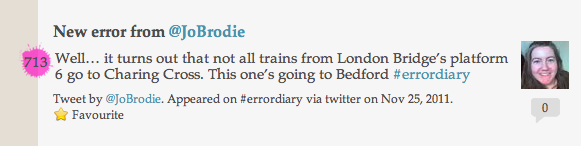 New error from @JoBrodie
713
Well... it turns out that not all trains from London Bridge's platform
6 go to Charing Cross. This one's going to Bedford #errordiary
Tweet by @JoBrodie. Appeared on #errordiary via twitter on Nov 25, 2011.
Favourite
0